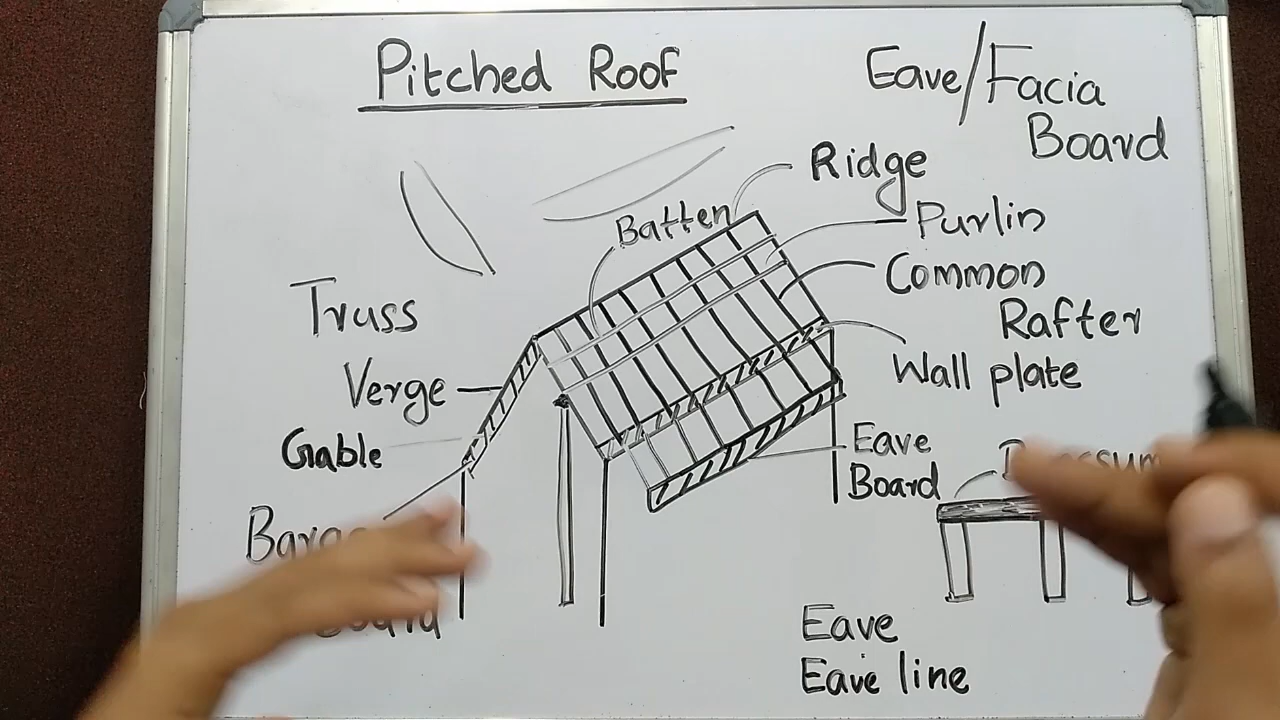 Pitched Roof
Eave/Facia
Board
Ridge
Batten
Purlin
Common
Rafter
Truss
Verge
Wall plate
Gable
Eave
Board
Eave
Eave line